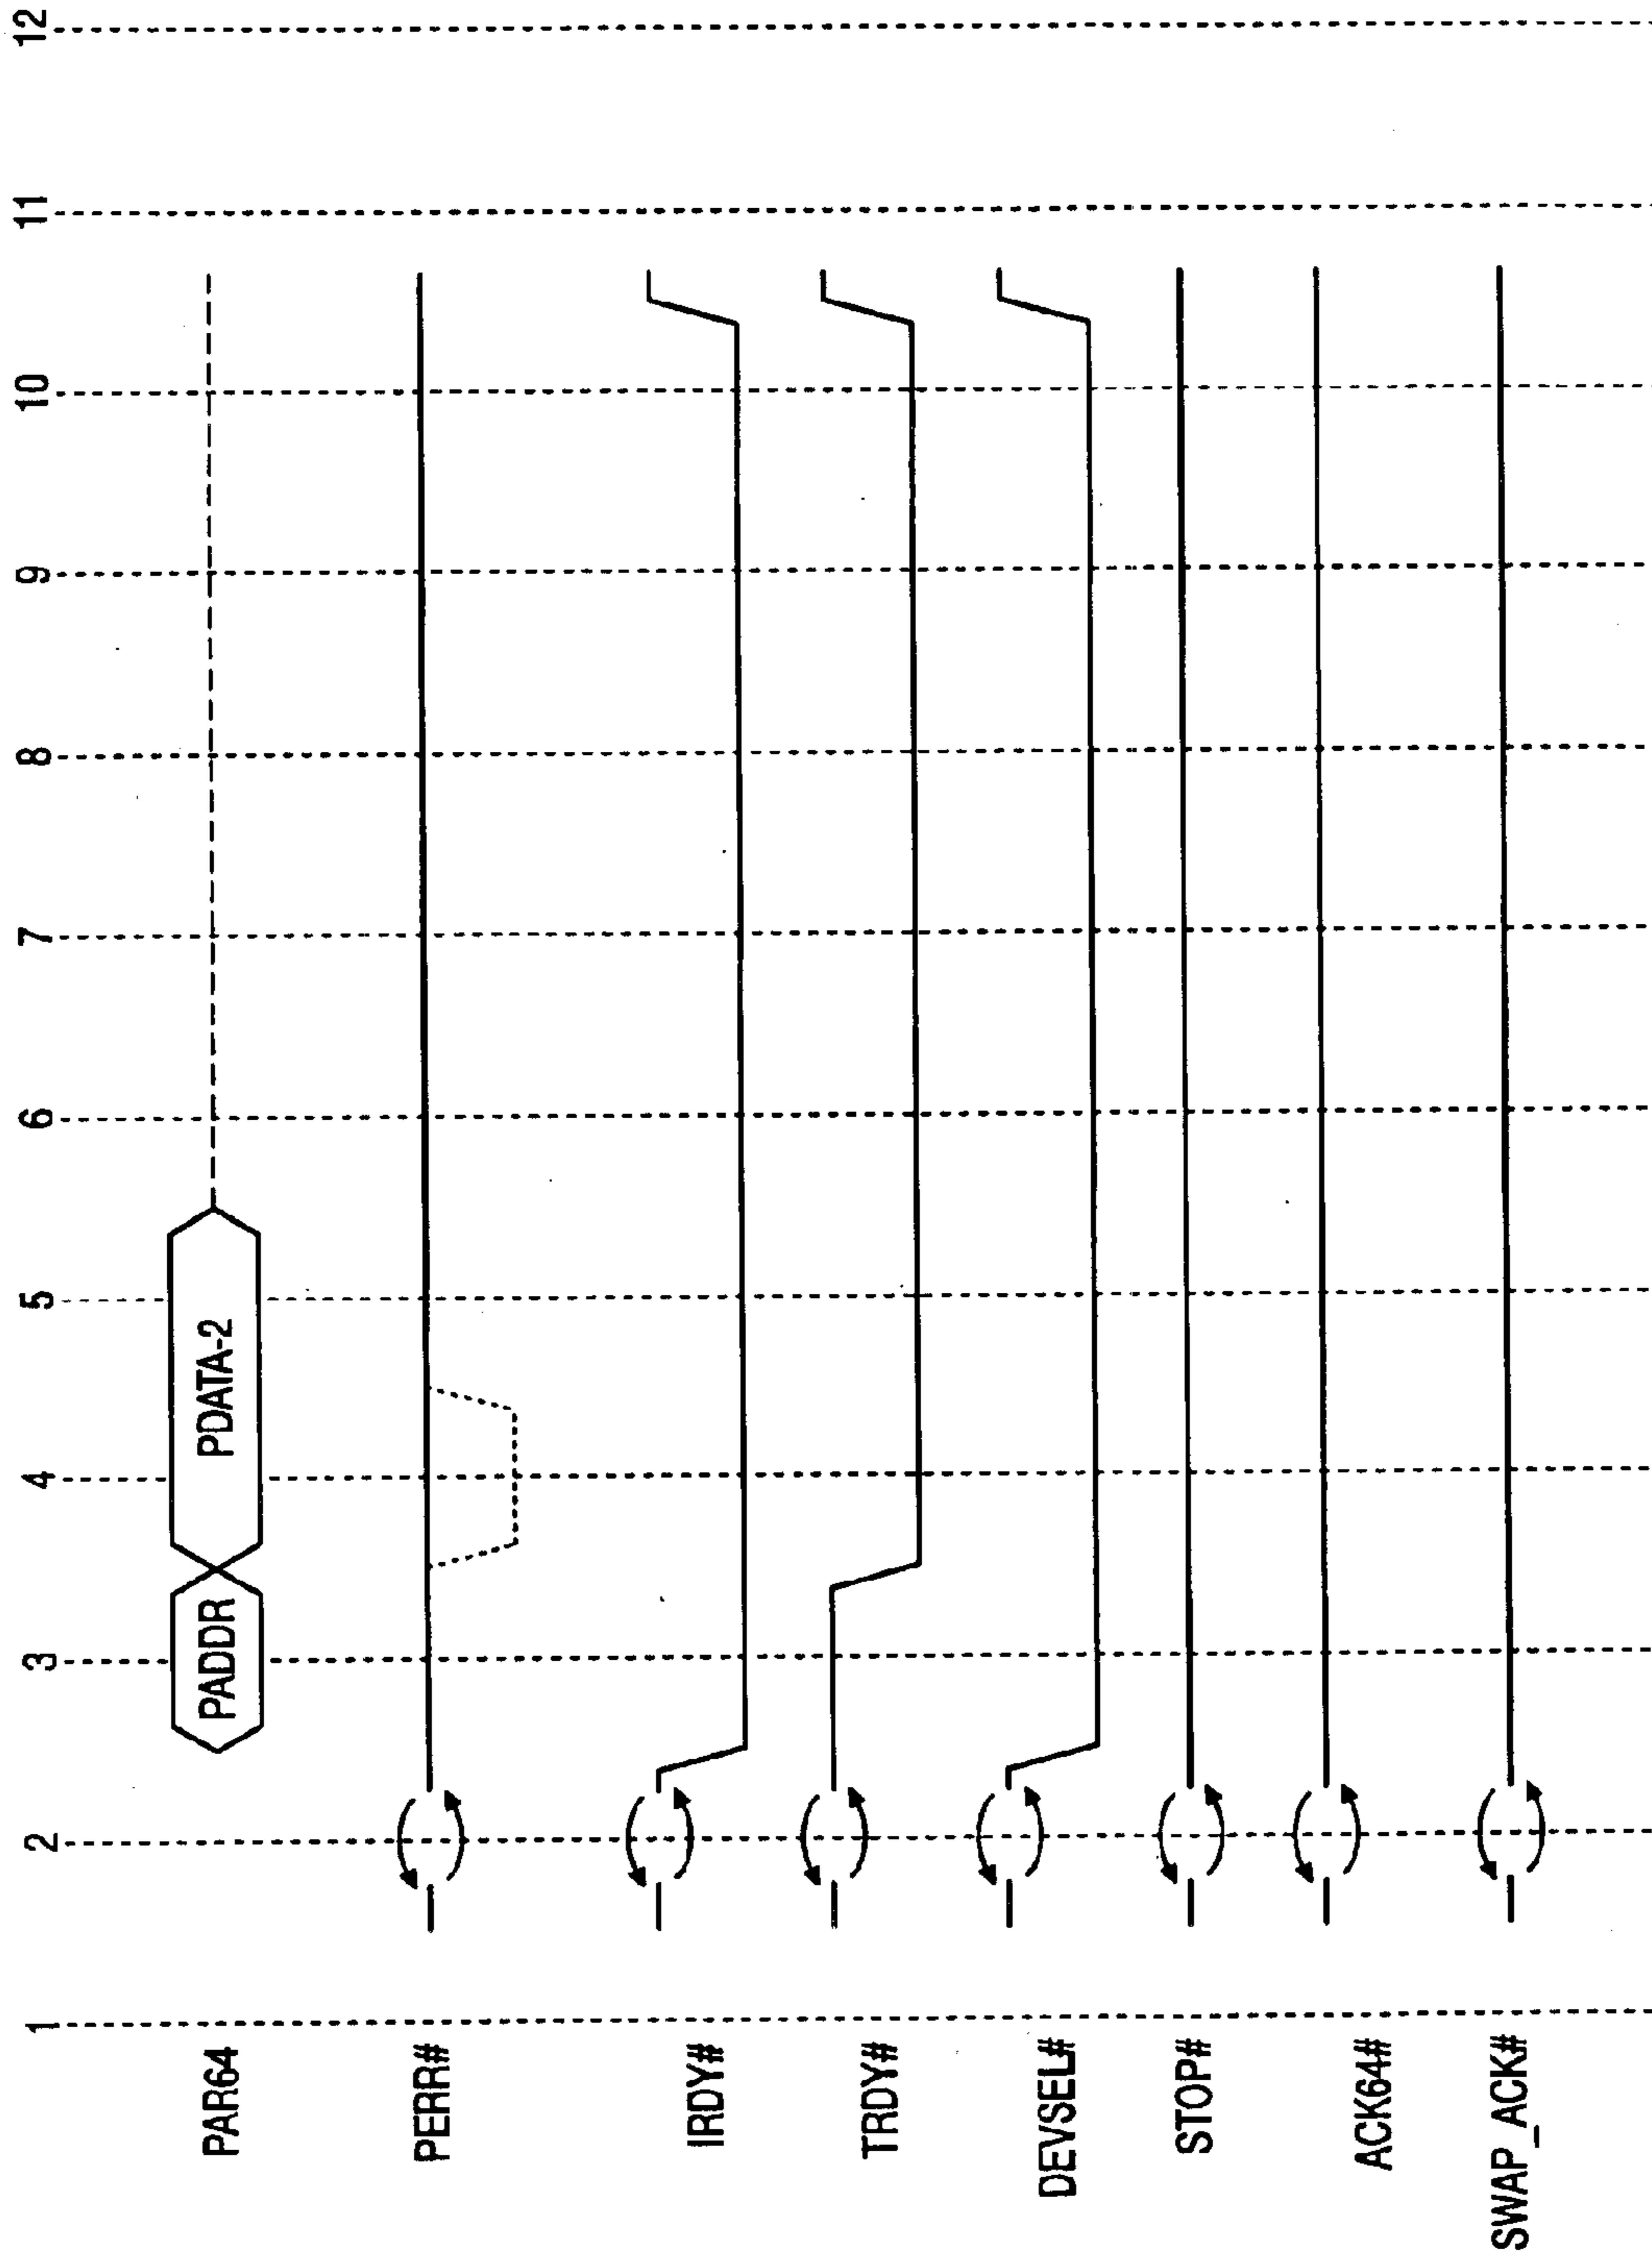 1 2 3 4 5 6 7 8 9 10 11 12
PAR64 PADDR PDATA-2
PERR#
IRDY#
TRDY#
DEVSEL#
STOP#
ACK64#
SWAP_ACK#